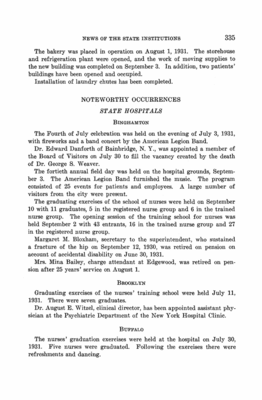 NEWS OF THE STATE INSTITUTIONS 335
The bakery was placed in operation on August 1, 1931. The storehouse
and refrigeration plant were opened, and the work of moving supplies to
the new building was completed on September 3. In addition, two patients'
buildings have been opened and occupied.
Installation of laundry chutes has been completed.
NOTEWORTHY OCCURRENCES
STATE HOSPITALS
BINGHAMTON
The Fourth of July celebration was held on the evening of July 3, 1931,
with fireworks and a band concert by the American Legion Band.
Dr. Edward Danforth of Bainbridge, N. Y., was appointed a member of
the Board of Visitors on July 30 to fill the vacancy created by the death
of Dr. George S. Weaver.
The fortieth annual field day was held on the hospital grounds, Septem-
ber 3. The American Legion Band furnished the music. The program
consisted of 25 events for patients and employees. A large number of
visitors from the city were present.
The graduating exercises of the school of nurses were held on September
10 with 11 graduates, 5 in the registered nurse group and 6 in the trained
nurse group. The opening session of the training school for nurses was
held September 2 with 43 entrants, 16 in the trained nurse group and 27
in the registered nurse group.
Margaret M. Bloxham, secretary to the superintendent, who sustained
a fracture of the hip on September 12, 1930, was retired on pension on
account of accidental disability on June 30, 1931.
Mrs. Mina Bailey, charge attendant at Edgewood, was retired on pen-
sion after 25 years' service on August 1.
BROOKLYN
Graduating exercises of the nurses' training school were held July 11,
1931. There were seven graduates.
Dr. August E. Witzel, clinical director, has been appointed assistant phy-
sician at the Psychiatric Department of the New York Hospital Clinic.
BUFFALO
The nurses' graduation exercises were held at the hospital on July 30,
1931. Five nurses were graduated. Following the exercises there were
refreshments and dancing.